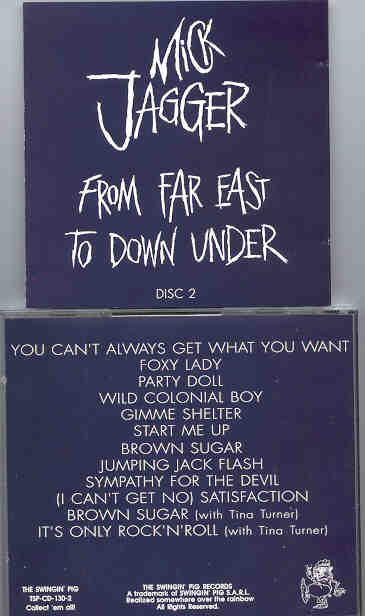 MICK
JAGGER
FROM FAR EAST
TO DOWN UNDER
DISC 2
YOU CAN'T ALWAYS GET WHAT YOU WANT
FOXY LADY
PARTY DOLL
WILD COLONIAL BOY
GIMME SHELTER
START ME UP
BROWN SUGAR
JUMPING JACK FLASH
SYMPATHY FOR THE DEVIL
(I CAN'T GET NO) SATISFACTION
BROWN SUGAR (with Tina Turner)
IT'S ONLY ROCK'N'ROLL (with Tina Turner)
THE SWINGIN' PIG
TSP-CD-130-2
Collect 'em all!
THE SWINGIN' PIG RECORDS
A trademark of SWINGIN' PIG S.A.R.L.
Realized somewhere over the rainbow
All Rights Reserved.